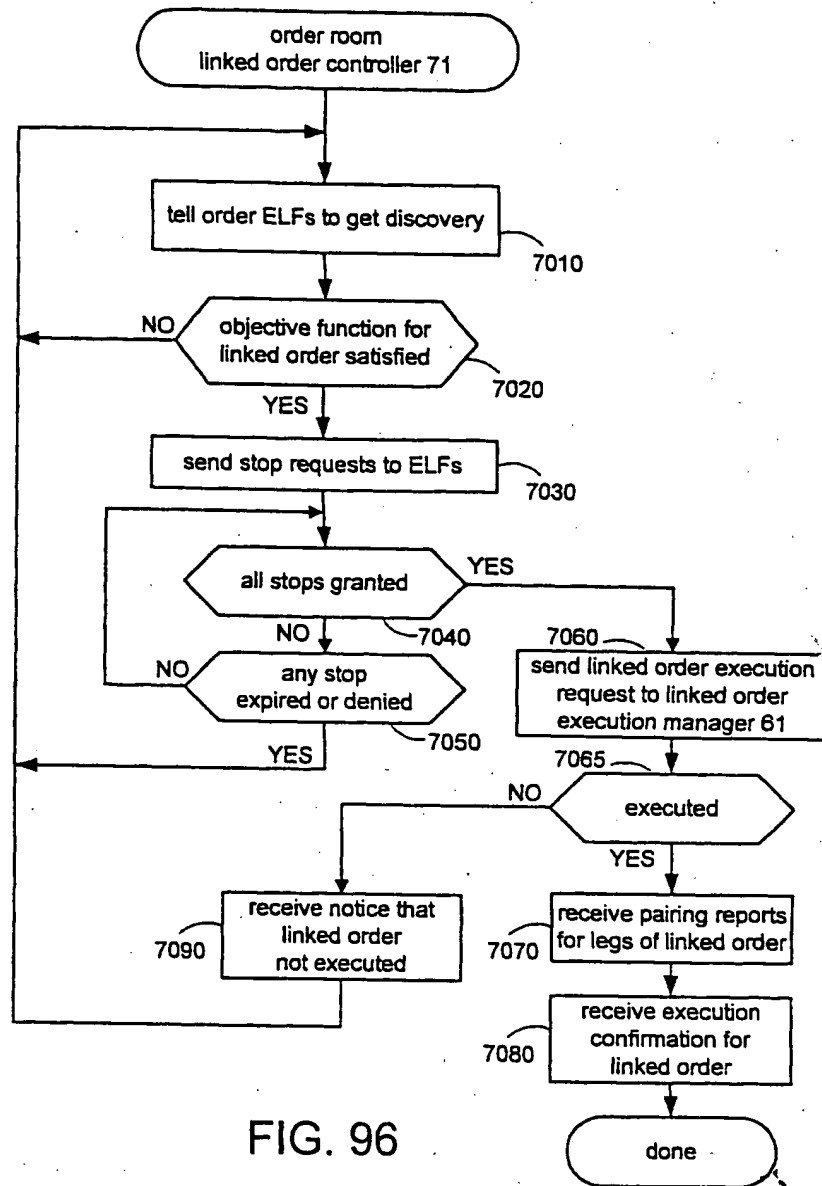 order room
linked order controller 71
tell order ELFs to get discovery
7010
NO
objective function for
linked order satisfied
7020
YES
send stop requests to ELFs
7030
all stops granted
YES
7040
NO
NO
any stop
expired or denied
7050
YES
7060
send linked order execution
request to linked order
execution manager 61
7065
NO
executed
YES
7090
receive notice that
linked order
not executed
7070
receive pairing reports
for legs of linked order
7080
receive execution
confirmation for
linked order
done
FIG. 96